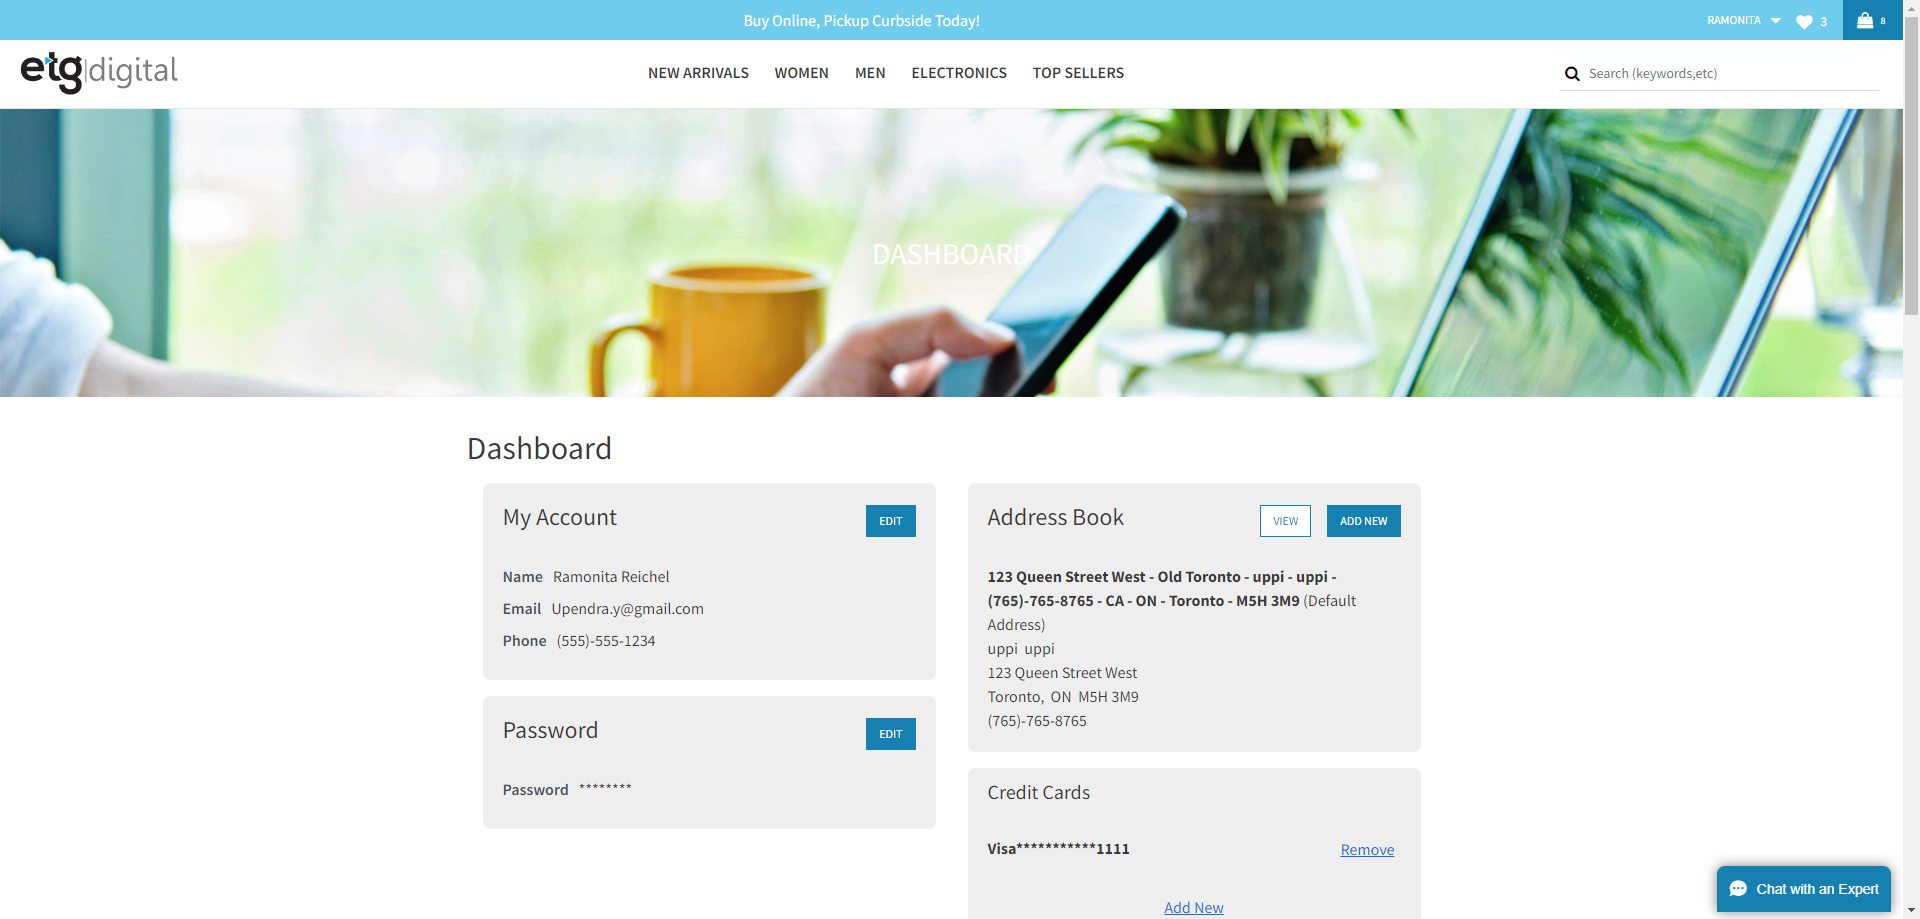 Buy Online, Pickup Curbside Today!
RAMONITA 3 8
etg|digital
NEW ARRIVALS WOMEN MEN ELECTRONICS TOP SELLERS
Search (keywords,etc)
DASHBOARD
Dashboard
My Account
EDIT
Name Ramonita Reichel
Email Upendra.y@gmail.com
Phone (555)-555-1234
Password
EDIT
Password ********
Address Book
VIEW ADD NEW
123 Queen Street West - Old Toronto - uppi - uppi -
(765)-765-8765 - CA - ON - Toronto - M5H 3M9 (Default
Address)
uppi uppi
123 Queen Street West
Toronto, ON M5H 3M9
(765)-765-8765
Credit Cards
Visa***********1111 Remove
Add New
Chat with an Expert